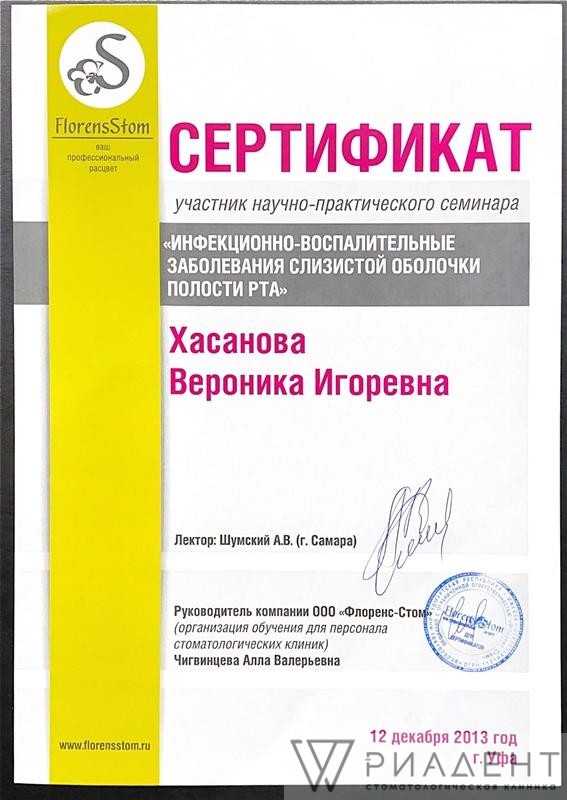 S
FlorensStom
ваш
профессиональный
расцвет
СЕРТИФИКАТ
участник научно-практического семинара
«ИНФЕКЦИОННО-ВОСПАЛИТЕЛЬНЫЕ
ЗАБОЛЕВАНИЯ СЛИЗИСТОЙ ОБОЛОЧКИ
ПОЛОСТИ РТА»
Хасанова
Вероника Игоревна
Лектор: Шумский А.В. (г. Самара)
Руководитель компании ООО «Флоренс-Стом»
(организация обучения для персонала
стоматологических клиник)
Чигвинцева Алла Валерьевна
FlorensStom
ДЛЯ
СЕРТИФИКАТОВ
12 декабря 2013 год
г. Уфа
www.florensstom.ru
РИАДЕНТ
стоматологическая клиника